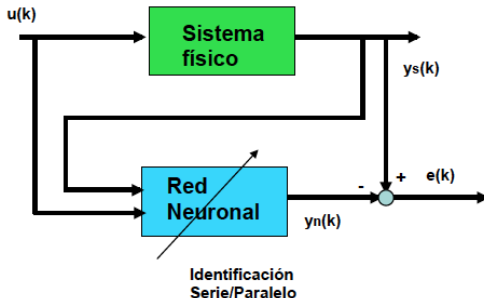 u(k)
Sistema
físico
ys(k)
Red
Neuronal
-
+
e(k)
yn(k)
Identificación
Serie/Paralelo